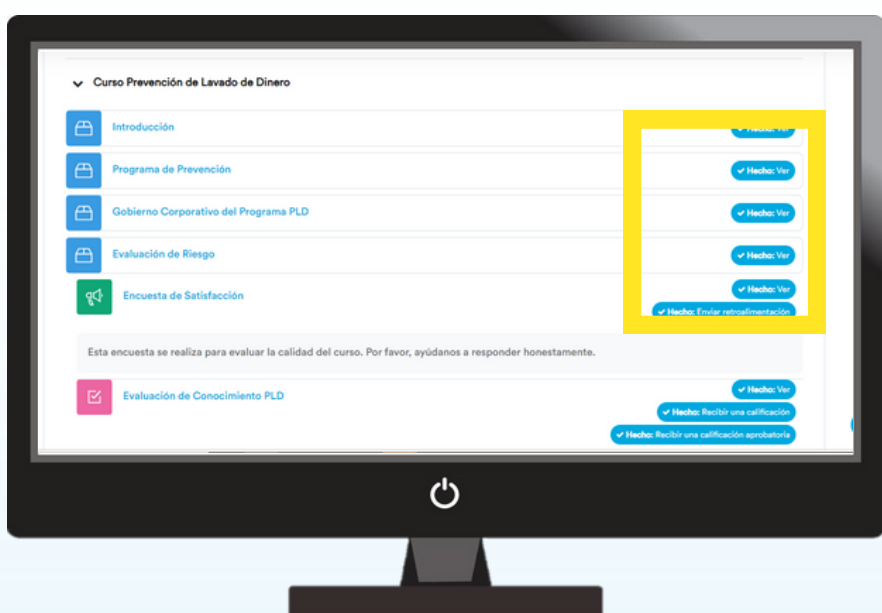 Curso Prevención de Lavado de Dinero
Introducción
Hecho: Ver
Programa de Prevención
Hecho: Ver
Gobierno Corporativo del Programa PLD
Hecho: Ver
Evaluación de Riesgo
Hecho: Ver
Encuesta de Satisfacción
Hecho: Ver
Hecho: Enviar retroalimentación
Esta encuesta se realiza para evaluar la calidad del curso. Por favor, ayúdanos a responder honestamente.
Evaluación de Conocimiento PLD
Hecho: Ver
Hecho: Recibir una calificación
Hecho: Recibir una calificación aprobatoria